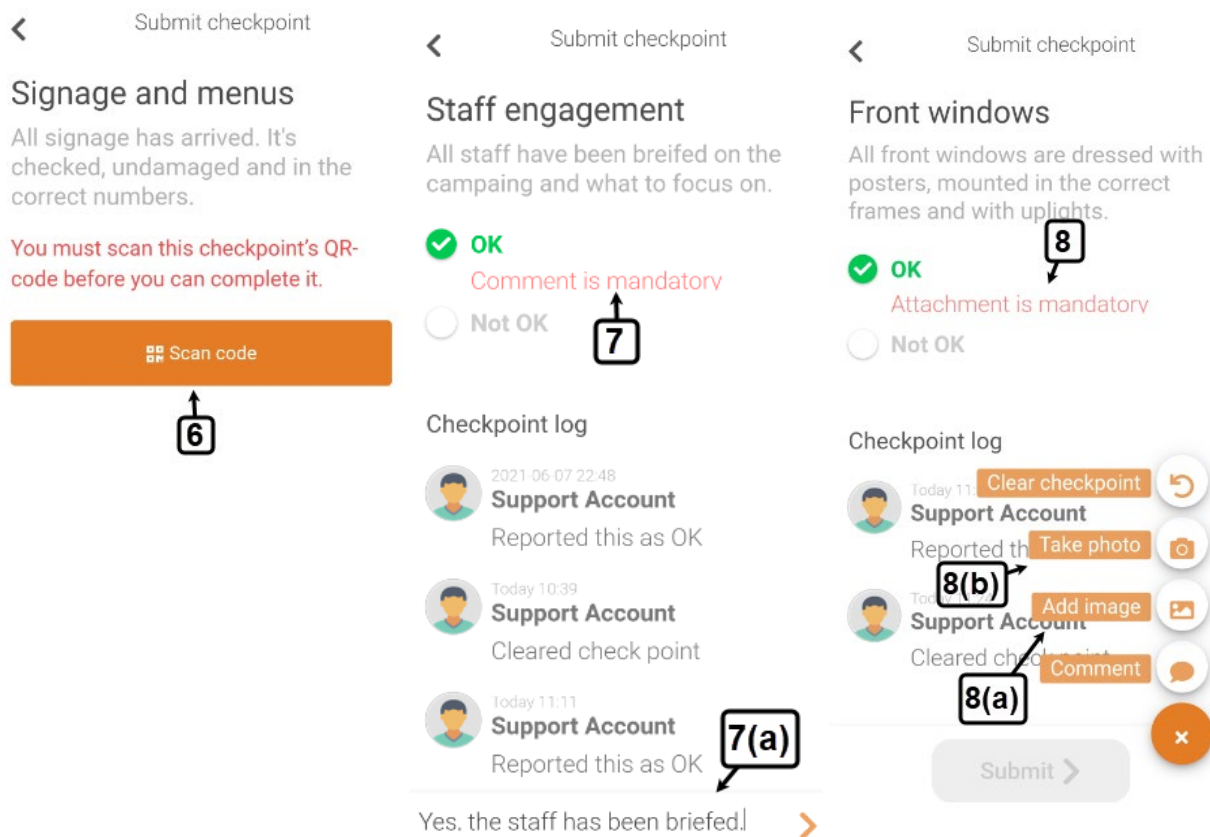 Submit checkpoint
Signage and menus
All signage has arrived. It's
checked, undamaged and in the
correct numbers.
You must scan this checkpoint's QR-
code before you can complete it.
Scan code
6
Submit checkpoint
Staff engagement
All staff have been breifed on the
campaing and what to focus on.
OK
Comment is mandatory
Not OK
7
Checkpoint log
2021-06-07 22:48
Support Account
Reported this as OK
Today 10:39
Support Account
Cleared check point
Today 11:11
Support Account
Reported this as OK
7(a)
Yes. the staff has been briefed.
Submit checkpoint
Front windows
All front windows are dressed with
posters, mounted in the correct
frames and with uplights.
8
OK
Attachment is mandatory
Not OK
Checkpoint log
Clear checkpoint
Today 11:
Support Account
Reported th
Take photo
8(b)
Add image
Support Account
Cleared check point
Comment
8(a)
Submit